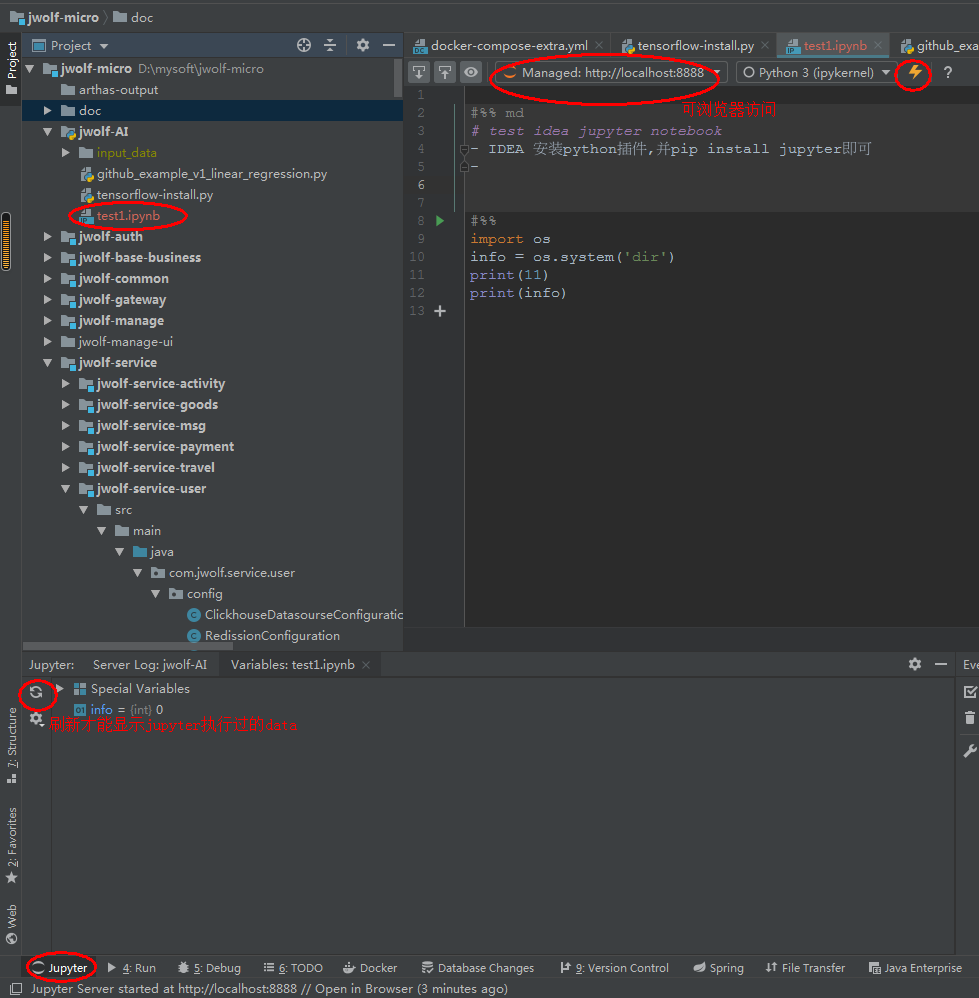 jwolf-micro doc
Project
docker-compose-extra.yml
tensorflow-install.py
test1.ipynb
github_ex
Project
jwolf-micro D:\mysoft\jwolf-micro
Managed: http://localhost:8888
Python 3 (ipykernel)
?
可浏览器访问
arthas-output
doc
jwolf-AI
input_data
github_example_v1_linear_regression.py
tensorflow-install.py
test1.ipynb
jwolf-auth
jwolf-base-business
jwolf-common
jwolf-gateway
jwolf-manage
jwolf-manage-ui
jwolf-service
jwolf-service-activity
jwolf-service-goods
jwolf-service-msg
jwolf-service-payment
jwolf-service-travel
jwolf-service-user
src
main
java
com.jwolf.service.user
config
ClickhouseDatasourseConfiguratio
RedissionConfiguration
1
2 #%% md
3 # test idea jupyter notebook
4 - IDEA 安装python插件,并pip install jupyter即可
5 -
6
7
8 #%%
9 import os
10 info = os.system('dir')
11 print(11)
12 print(info)
13
Jupyter: Server Log: jwolf-AI Variables: test1.ipynb
Eve
Special Variables
info = {int} 0
刷新才能显示jupyter执行过的data
7: Structure
2: Favorites
Web
Jupyter 4: Run 5: Debug 6: TODO Docker Database Changes 9: Version Control Spring File Transfer Java Enterprise
Jupyter Server started at http://localhost:8888 // Open in Browser (3 minutes ago)